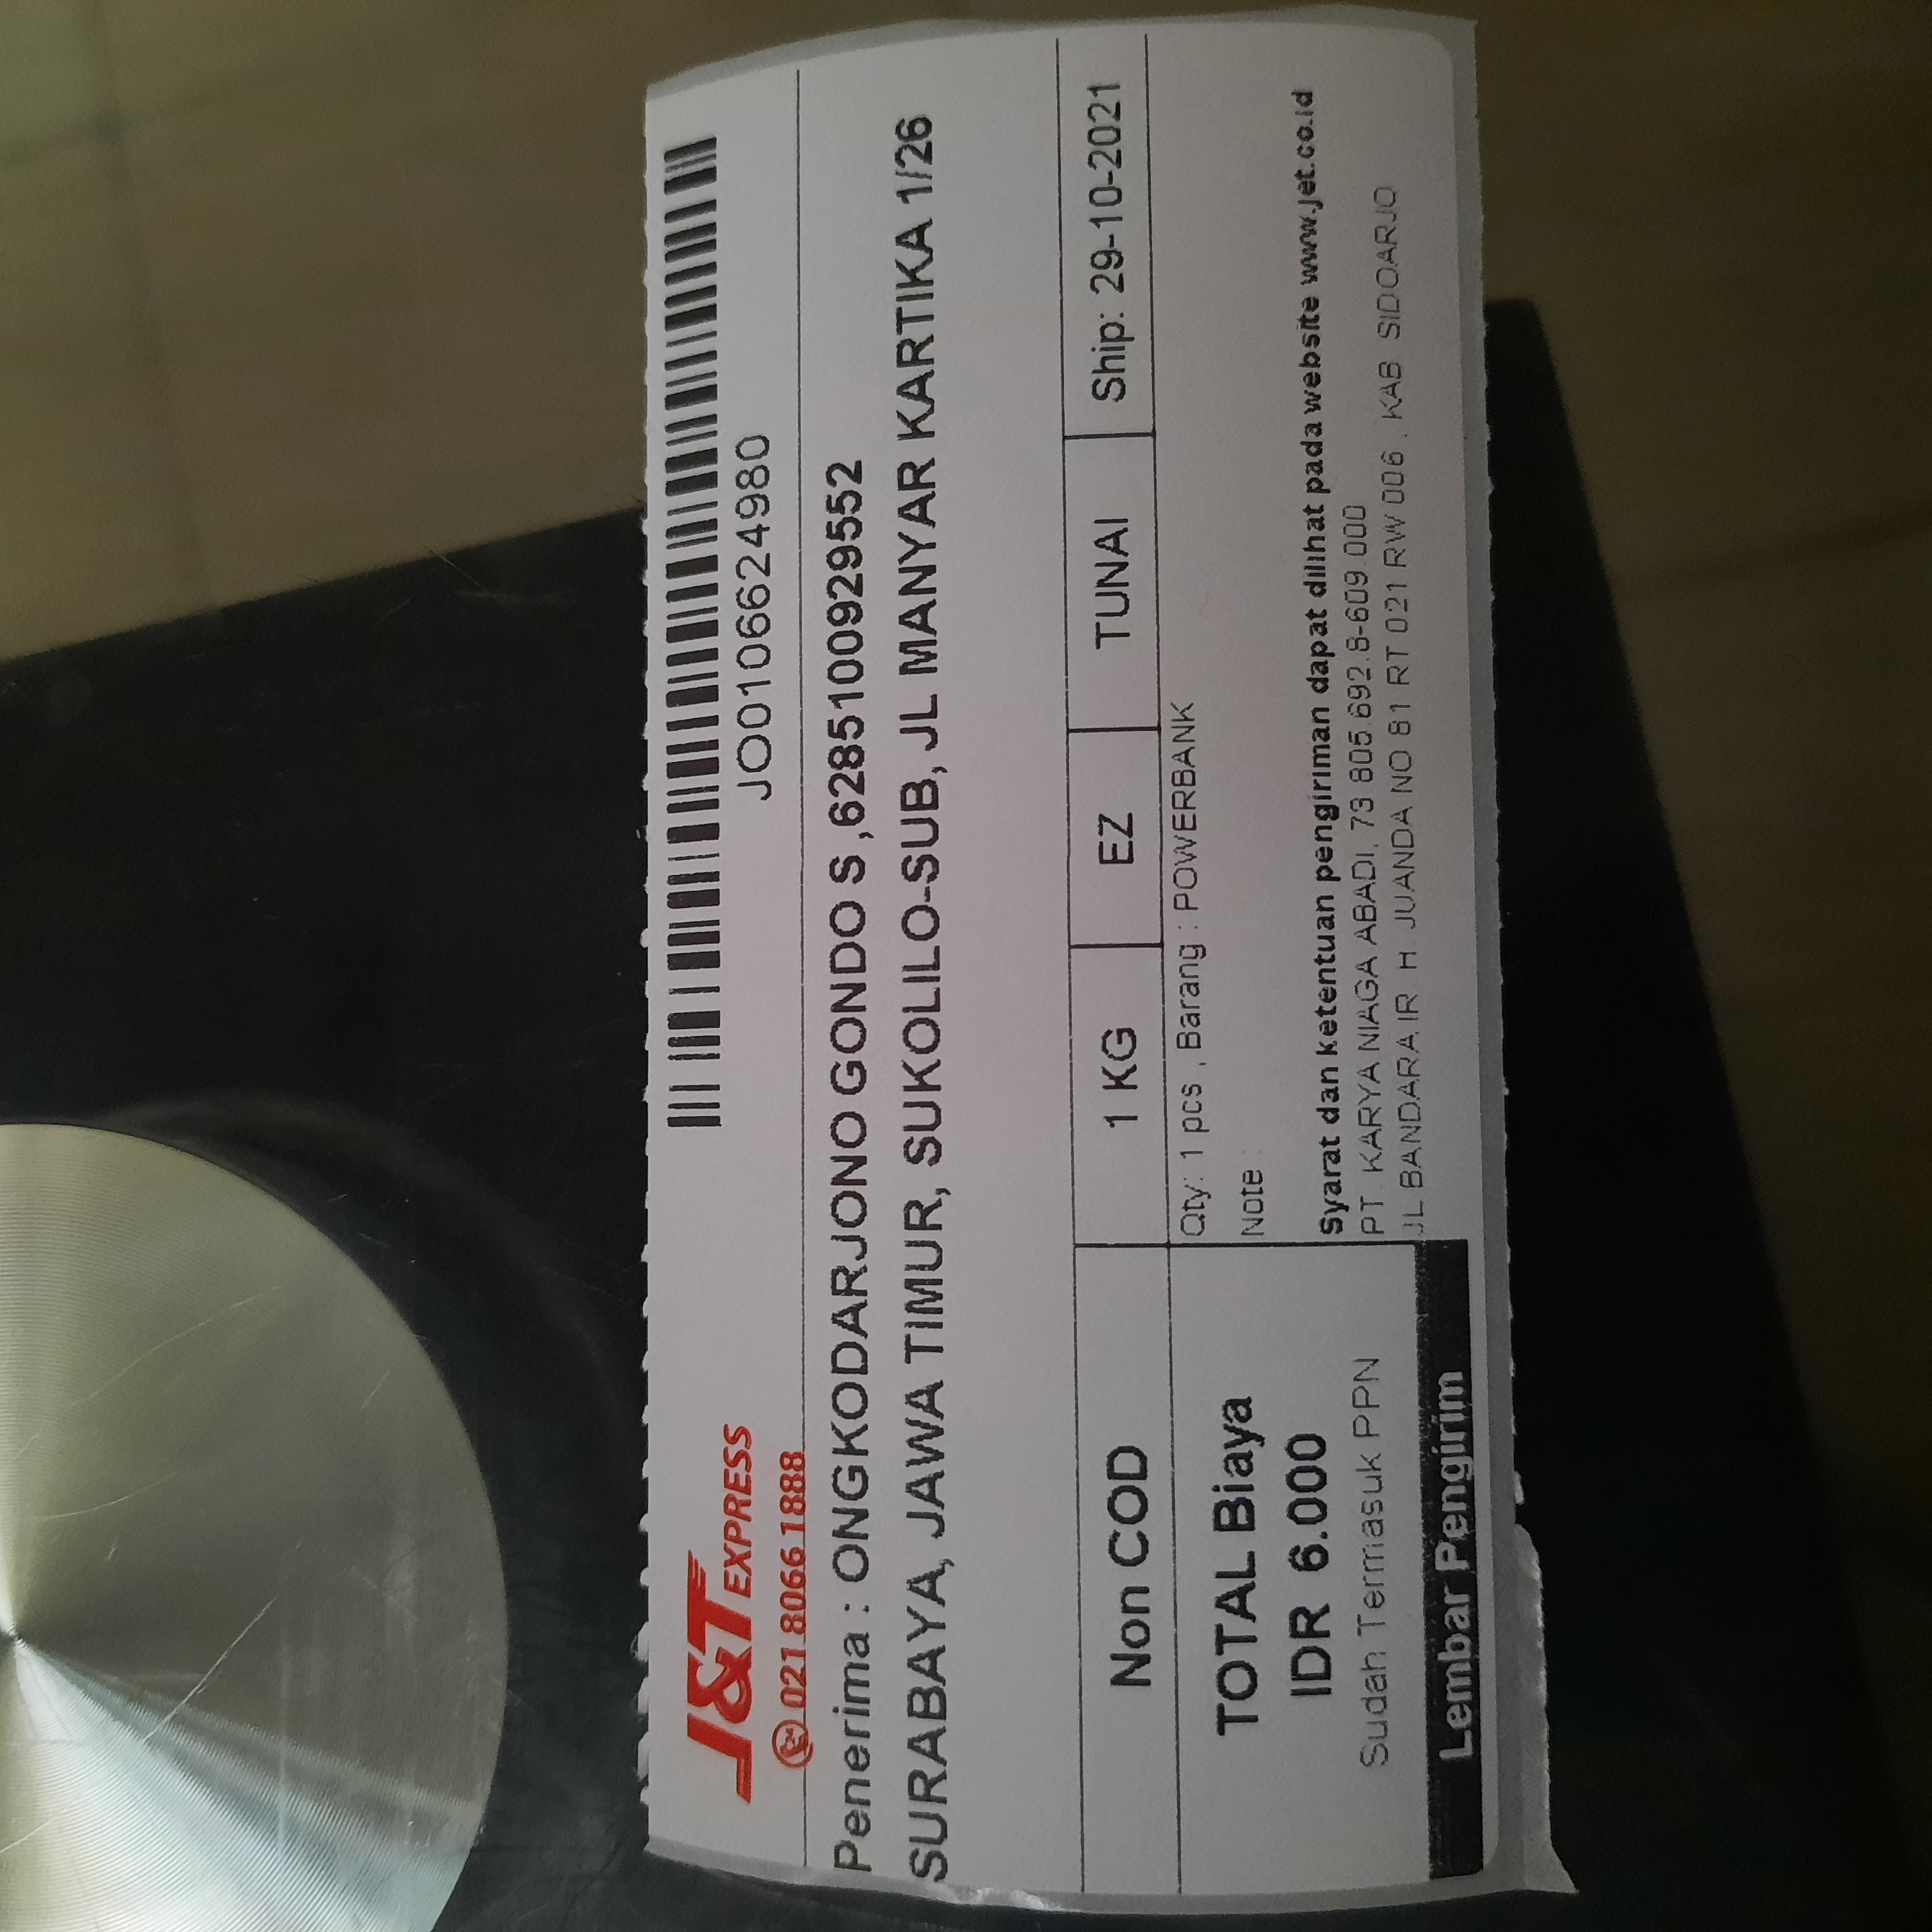 J&T EXPRESS
021 8066 1888
JO0106624980
Penerima : ONGKODARJONO GONDO S ,6285100929552
SURABAYA, JAWA TIMUR, SUKOLILO-SUB, JL MANYAR KARTIKA 1/26
Non COD
1 KG
EZ
TUNAI
Ship: 29-10-2021
TOTAL Biaya
IDR 6.000
Sudah Termasuk PPN
Lembar Pengirim
Qty: 1 pcs , Barang : POWERBANK
Note :
Syarat dan ketentuan pengiriman dapat dilihat pada website www.jet.co.id
PT. KARYA NIAGA ABADI, 73.805.692.8-609.000
JL BANDARA IR. H. JUANDA NO 81 RT 021 RW 006 , KAB. SIDOARJO